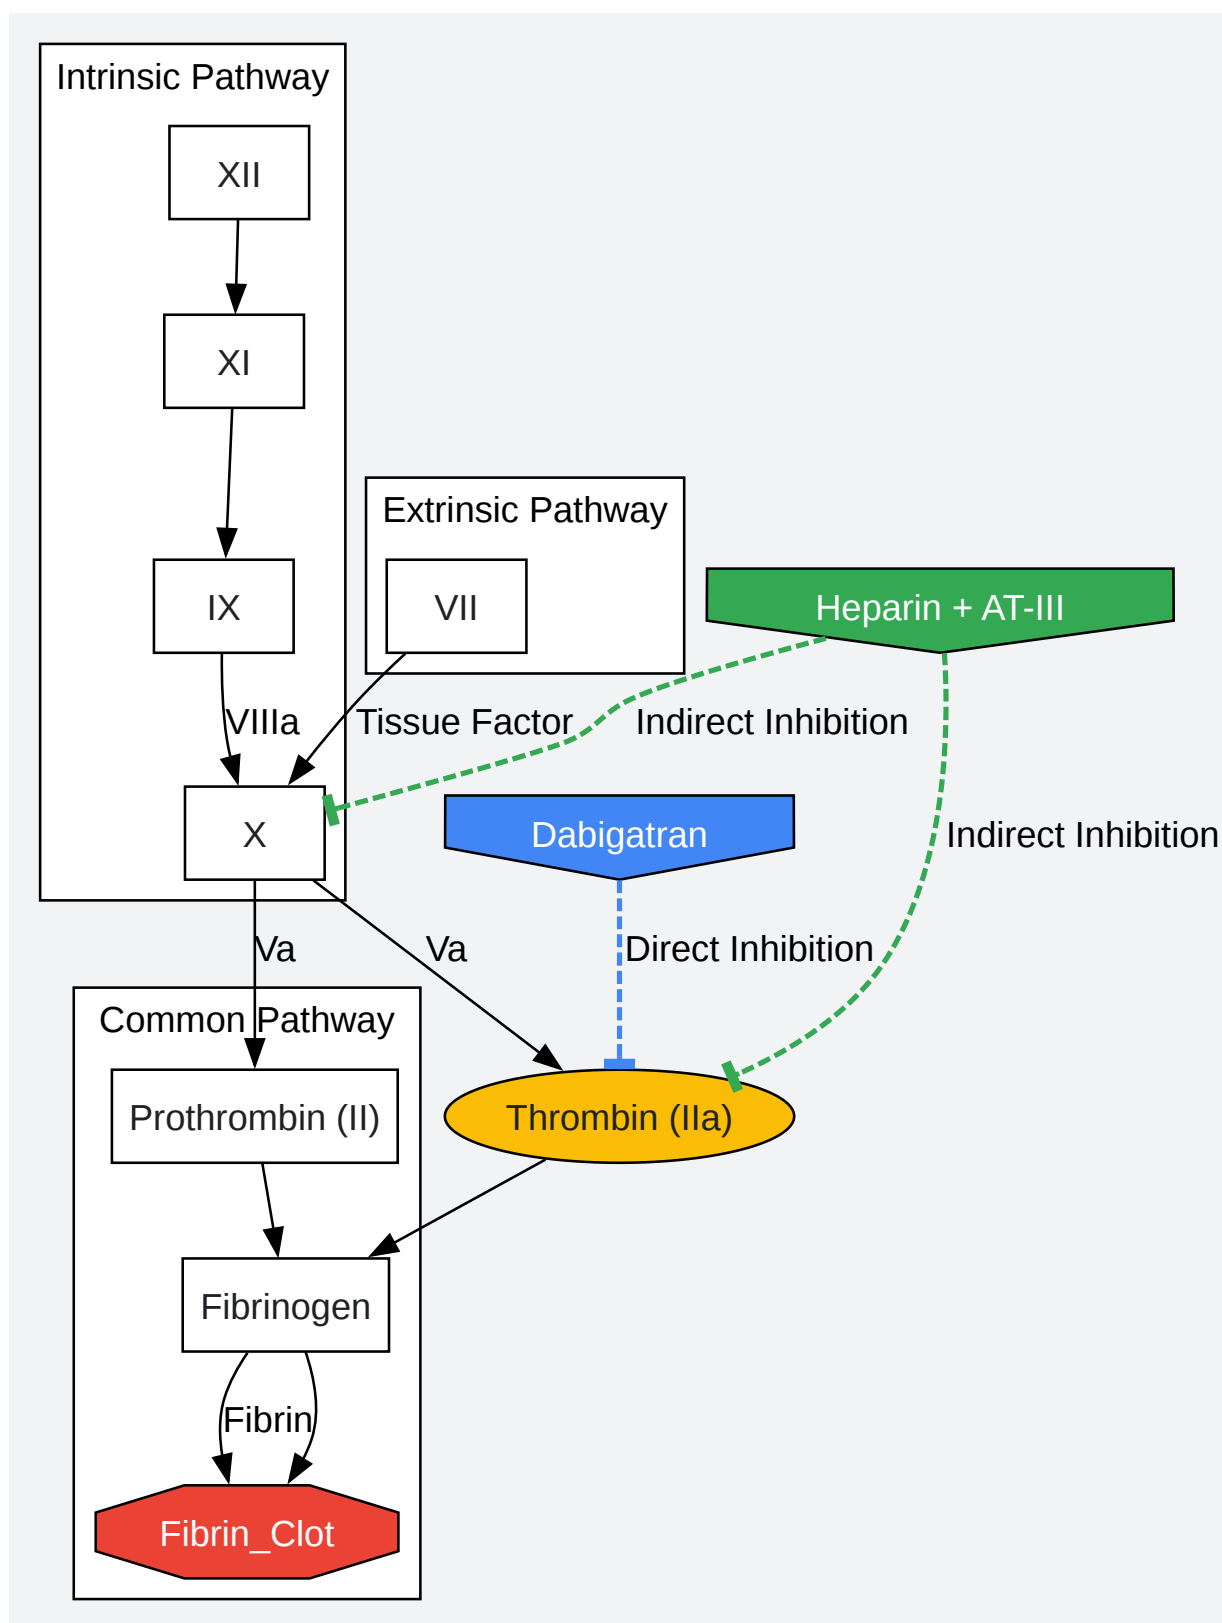 Intrinsic Pathway
XII
XI
Extrinsic Pathway
IX
VII
Heparin + AT-III
VIIIa
Tissue Factor
Indirect Inhibition
X
Dabigatran
Indirect Inhibition
Va
Va
Direct Inhibition
Common Pathway
Prothrombin (II)
Thrombin (IIa)
Fibrinogen
Fibrin
Fibrin_Clot